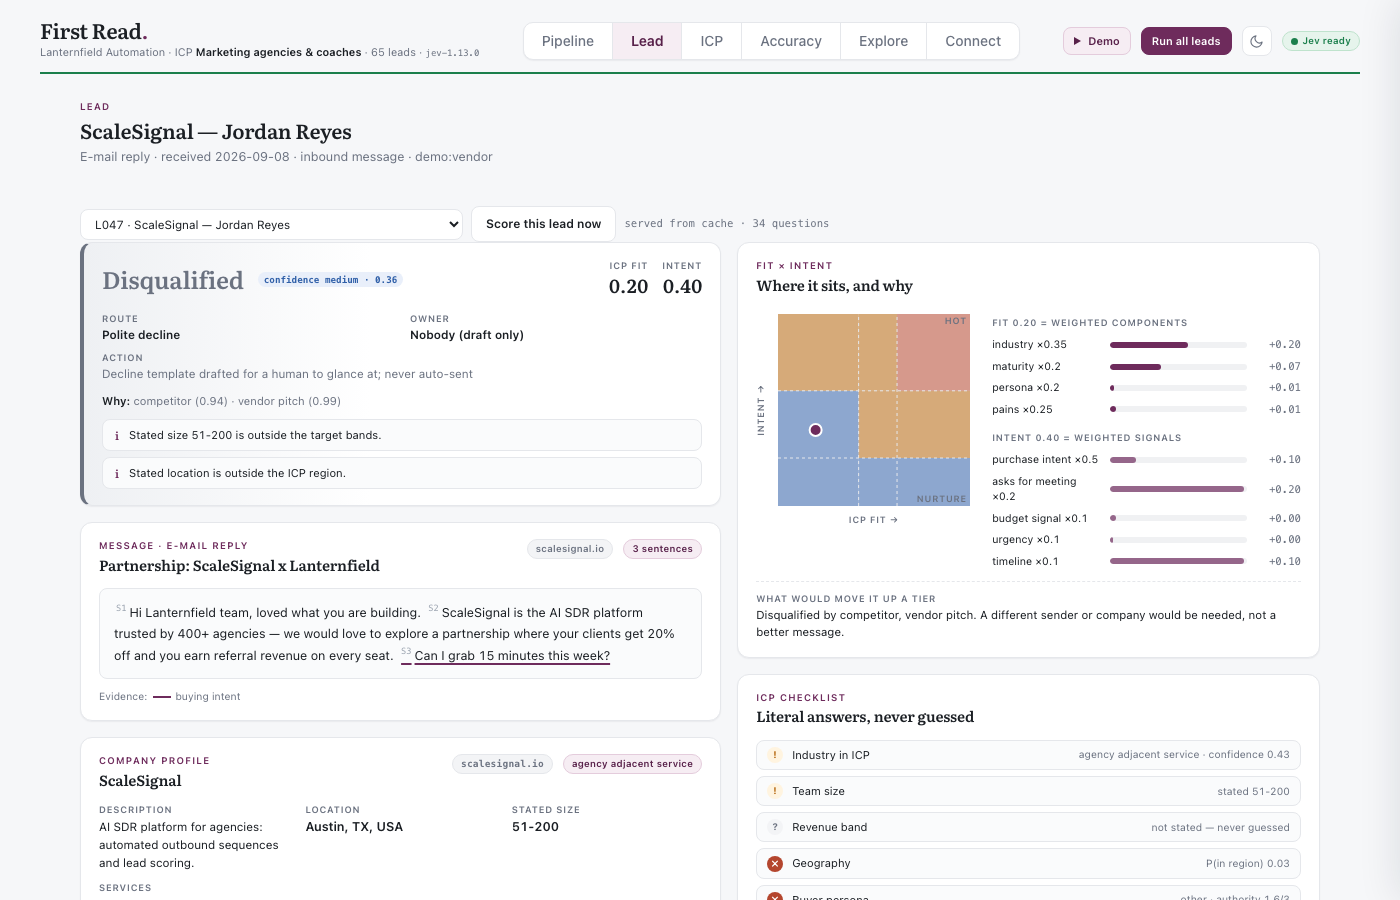 First Read.
Lanternfield Automation · ICP Marketing agencies & coaches · 65 leads · jev-1.13.0
Pipeline
Lead
ICP
Accuracy
Explore
Connect
▶ Demo
Run all leads
Jev ready
LEAD
ScaleSignal — Jordan Reyes
E-mail reply · received 2026-09-08 · inbound message · demo:vendor
L047 · ScaleSignal — Jordan Reyes
Score this lead now
served from cache · 34 questions
Disqualified
confidence medium · 0.36
ICP FIT
0.20
INTENT
0.40
ROUTE
Polite decline
OWNER
Nobody (draft only)
ACTION
Decline template drafted for a human to glance at; never auto-sent
Why: competitor (0.94) · vendor pitch (0.99)
i Stated size 51-200 is outside the target bands.
i Stated location is outside the ICP region.
MESSAGE · E-MAIL REPLY
Partnership: ScaleSignal x Lanternfield
scalesignal.io
3 sentences
S1 Hi Lanternfield team, loved what you are building. S2 ScaleSignal is the AI SDR platform
trusted by 400+ agencies — we would love to explore a partnership where your clients get 20%
off and you earn referral revenue on every seat. S3 Can I grab 15 minutes this week?
Evidence: buying intent
COMPANY PROFILE
ScaleSignal
scalesignal.io
agency adjacent service
DESCRIPTION
AI SDR platform for agencies:
automated outbound sequences
and lead scoring.
LOCATION
Austin, TX, USA
STATED SIZE
51-200
SERVICES
FIT × INTENT
Where it sits, and why
HOT
NURTURE
INTENT →
ICP FIT →
FIT 0.20 = WEIGHTED COMPONENTS
industry ×0.35 +0.20
maturity ×0.2 +0.07
persona ×0.2 +0.01
pains ×0.25 +0.01
INTENT 0.40 = WEIGHTED SIGNALS
purchase intent ×0.5 +0.10
asks for meeting
×0.2 +0.20
budget signal ×0.1 +0.00
urgency ×0.1 +0.00
timeline ×0.1 +0.10
WHAT WOULD MOVE IT UP A TIER
Disqualified by competitor, vendor pitch. A different sender or company would be needed, not a
better message.
ICP CHECKLIST
Literal answers, never guessed
! Industry in ICP agency adjacent service · confidence 0.43
! Team size stated 51-200
? Revenue band not stated — never guessed
✕ Geography P(in region) 0.03
✕ Buyer persona other · authority 1.6/3